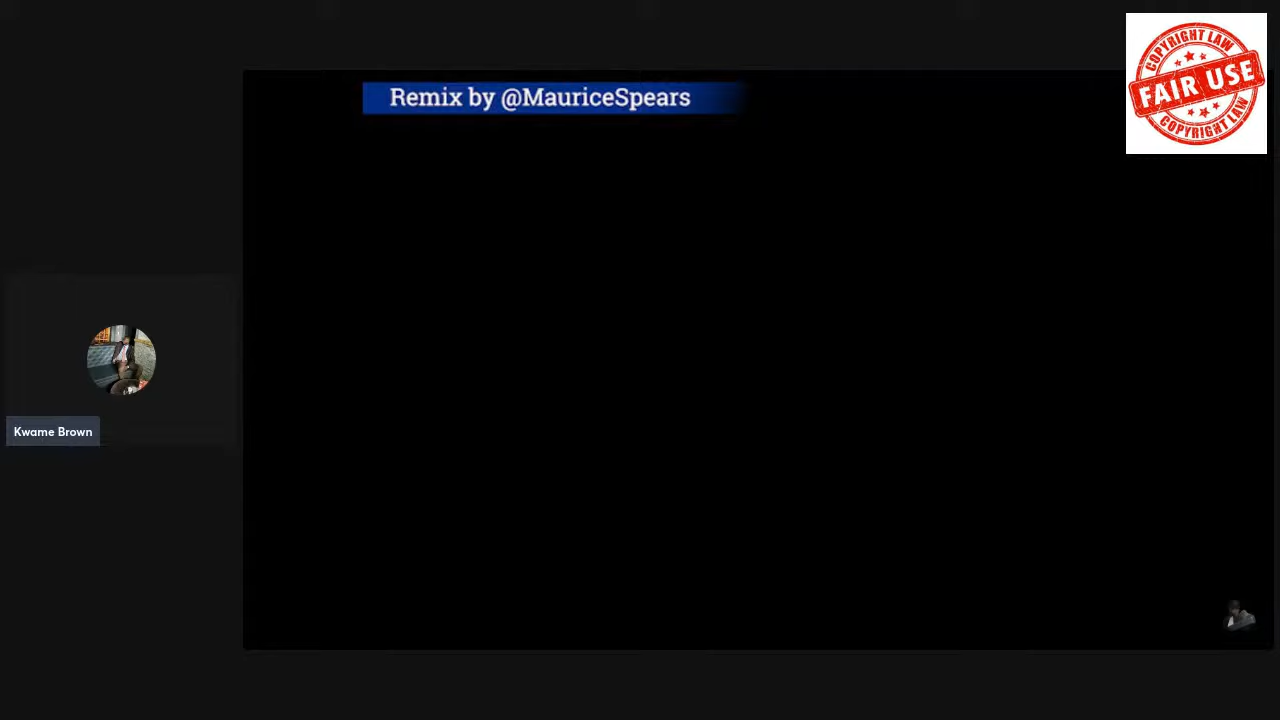 Remix by @MauriceSpears
COPYRIGHT LAW
FAIR USE
COPYRIGHT LAW
Kwame Brown